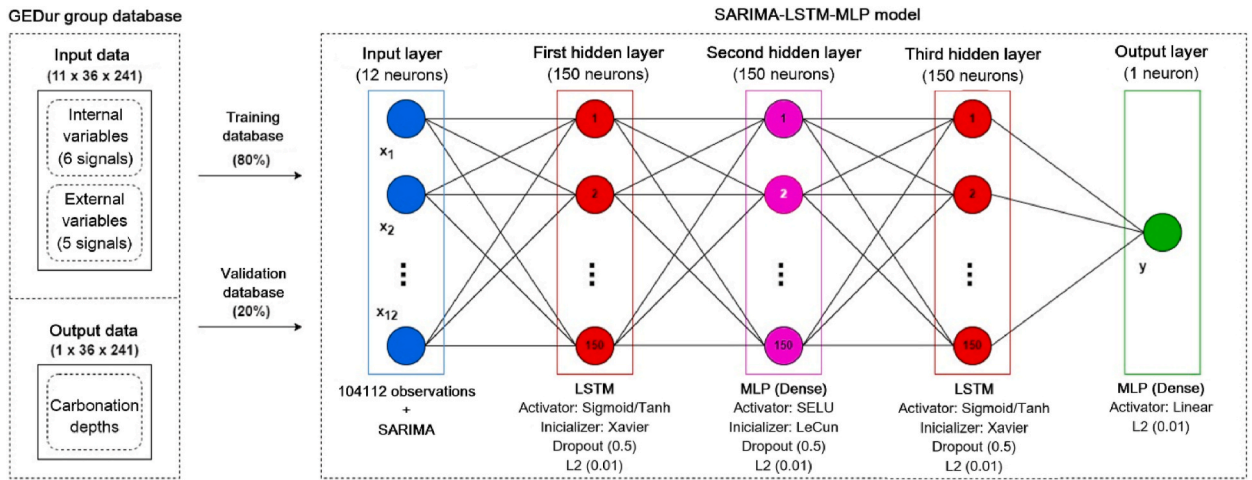 GEDur group database
Input data
(11 x 36 x 241)
Internal
variables
(6 signals)
External
variables
(5 signals)
Output data
(1 x 36 x 241)
Carbonation
depths
Training
database
(80%)
Validation
database
(20%)
SARIMA-LSTM-MLP model
Input layer
(12 neurons)
x1
x2
x12
104112 observations
+
SARIMA
First hidden layer
(150 neurons)
1
2
150
LSTM
Activator: Sigmoid/Tanh
Inicializer: Xavier
Dropout (0.5)
L2 (0.01)
Second hidden layer
(150 neurons)
1
2
150
MLP (Dense)
Activator: SELU
Inicializer: LeCun
Dropout (0.5)
L2 (0.01)
Third hidden layer
(150 neurons)
1
2
150
LSTM
Activator: Sigmoid/Tanh
Inicializer: Xavier
Dropout (0.5)
L2 (0.01)
Output layer
(1 neuron)
y
MLP (Dense)
Activator: Linear
L2 (0.01)